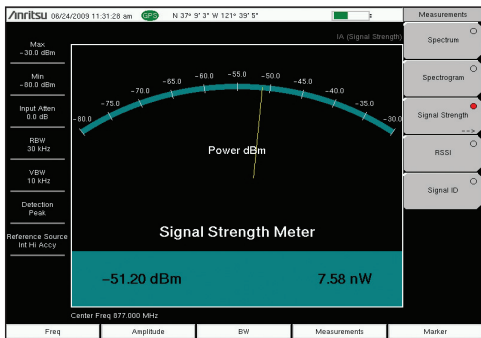 Anritsu 06/24/2009 11:31:28 am GPS N 37° 9' 3" W 121° 39' 5"
Measurements
IA (Signal Strength)
Max
-30.0 dBm
Min
-80.0 dBm
Input Atten
0.0 dB
RBW
30 kHz
VBW
10 kHz
Detection
Peak
Reference Source
Int Hi Accy
-80.0 -75.0 -70.0 -65.0 -60.0 -55.0 -50.0 -45.0 -40.0 -35.0 -30.0
Power dBm
Signal Strength Meter
-51.20 dBm 7.58 nW
Center Freq 877.000 MHz
Spectrum
Spectrogram
Signal Strength
-->
RSSI
Signal ID
Freq Amplitude BW Measurements Marker